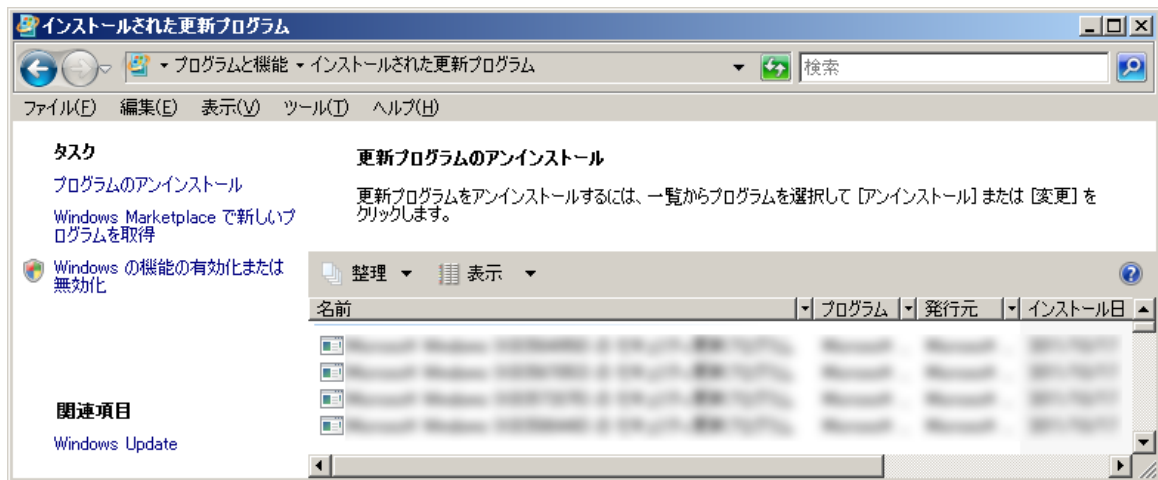 インストールされた更新プログラム
プログラムと機能 インストールされた更新プログラム
検索
ファイル(F) 編集(E) 表示(V) ツール(T) ヘルプ(H)
タスク
プログラムのアンインストール
Windows Marketplace で新しいプ
ログラムを取得
Windows の機能の有効化または
無効化
関連項目
Windows Update
更新プログラムのアンインストール
更新プログラムをアンインストールするには、一覧からプログラムを選択して [アンインストール] または [変更] を
クリックします。
整理 表示
名前 プログラム 発行元 インストール日